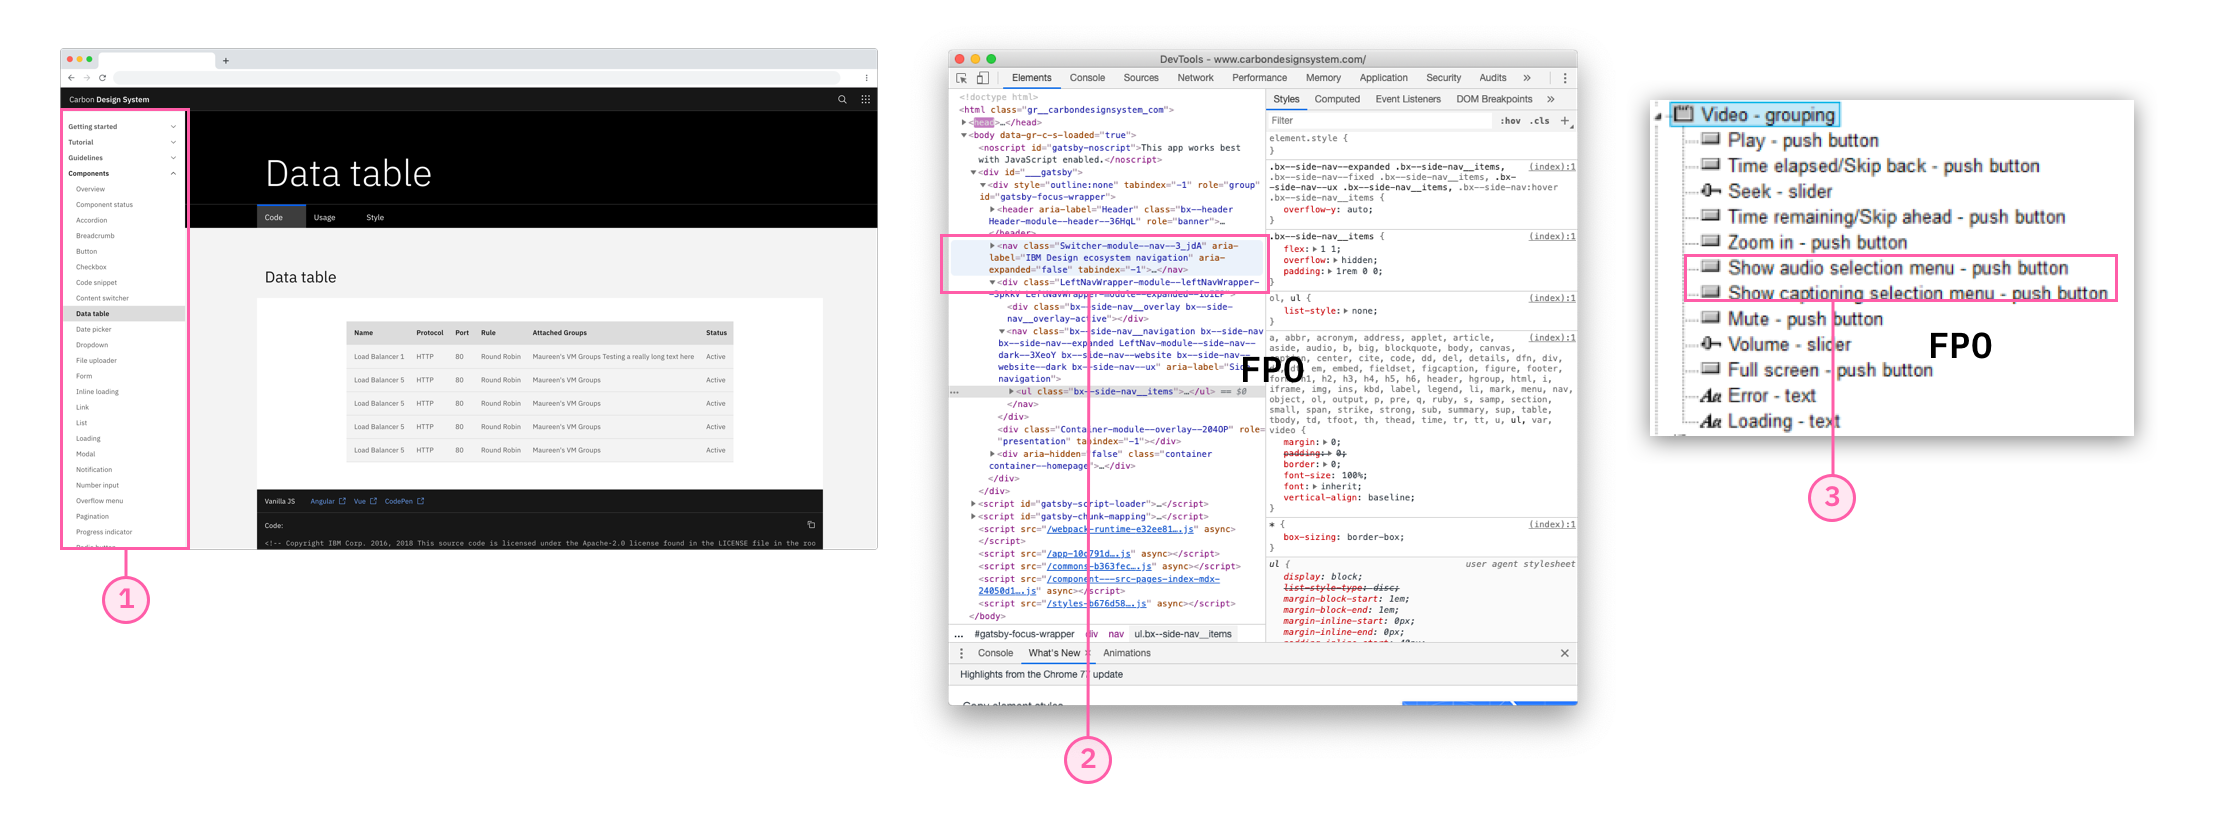 Carbon Design System
Getting started
Tutorial
Guidelines
Components
Overview
Component status
Accordion
Breadcrumb
Button
Checkbox
Code snippet
Content switcher
Data table
Date picker
Dropdown
File uploader
Form
Inline loading
Link
List
Loading
Modal
Notification
Number input
Overflow menu
Pagination
Progress indicator
Data table
Code Usage Style
Data table
Name Protocol Port Rule Attached Groups Status
Load Balancer 1 HTTP 80 Round Robin Maureen's VM Groups Testing a really long text here Active
Load Balancer 5 HTTP 80 Round Robin Maureen's VM Groups Active
Load Balancer 5 HTTP 80 Round Robin Maureen's VM Groups Active
Load Balancer 5 HTTP 80 Round Robin Maureen's VM Groups Active
Load Balancer 5 HTTP 80 Round Robin Maureen's VM Groups Active
Vanilla JS Angular Vue CodePen
Code:
<!-- Copyright IBM Corp. 2016, 2018 This source code is licensed under the Apache-2.0 license found in the LICENSE file in the roo
1
DevTools - www.carbondesignsystem.com/
Elements Console Sources Network Performance Memory Application Security Audits »
<!doctype html>
<html class="gr__carbondesignsystem_com">
<head>…</head>
<body data-gr-c-s-loaded="true">
<noscript id="gatsby-noscript">This app works best
with JavaScript enabled.</noscript>
<div id="___gatsby">
<div style="outline:none" tabindex="-1" role="group"
id="gatsby-focus-wrapper">
<header aria-label="Header" class="bx--header
Header-module--header--36HqL" role="banner">…
</header>
<nav class="Switcher-module--nav--3_jdA" aria-
label="IBM Design ecosystem navigation" aria-
expanded="false" tabindex="-1">…</nav>
<div class="LeftNavWrapper-module--leftNavWrapper-
<div class="bx--side-nav__overlay bx--side-
nav__overlay-active"></div>
<nav class="bx--side-nav__navigation bx--side-nav
bx--side-nav--expanded LeftNav-module--side-nav--
dark--3XeoY bx--side-nav--website bx--side-nav--
website--dark bx--side-nav--ux" aria-label="Side
navigation">
… <ul class="bx--side-nav__items">…</ul> == $0
</nav>
</div>
<div class="Container-module--overlay--204OP" role=
"presentation" tabindex="-1"></div>
<div aria-hidden="false" class="container
container--homepage">…</div>
</div>
</div>
<script id="gatsby-script-loader">…</script>
<script id="gatsby-chunk-mapping">…</script>
<script src="/webpack-runtime-e32ee81….js" async>
</script>
<script src="/app-10d791d….js" async></script>
<script src="/commons-b363fec….js" async></script>
<script src="/component---src-pages-index-mdx-
24050d1….js" async></script>
<script src="/styles-b676d58….js" async></script>
</body>
… #gatsby-focus-wrapper div nav ul.bx--side-nav__items
Styles Computed Event Listeners DOM Breakpoints »
Filter :hov .cls +
element.style {
}
.bx--side-nav--expanded .bx--side-nav__items, (index):1
.bx--side-nav--fixed .bx--side-nav__items, .bx-
-side-nav--ux .bx--side-nav__items, .bx--side-nav:hover
.bx--side-nav__items {
overflow-y: auto;
}
.bx--side-nav__items { (index):1
flex: 1 1;
overflow: hidden;
padding: 1rem 0 0;
}
ol, ul { (index):1
list-style: none;
}
a, abbr, acronym, address, applet, article, (index):1
aside, audio, b, big, blockquote, body, canvas,
caption, center, cite, code, dd, del, details, dfn, div,
em, embed, fieldset, figcaption, figure, footer,
h1, h2, h3, h4, h5, h6, header, hgroup, html, i,
iframe, img, ins, kbd, label, legend, li, mark, menu, nav,
object, ol, output, p, pre, q, ruby, s, samp, section,
small, span, strike, strong, sub, summary, sup, table,
tbody, td, tfoot, th, thead, time, tr, tt, u, ul, var,
video {
margin: 0;
padding: 0;
border: 0;
font-size: 100%;
font: inherit;
vertical-align: baseline;
}
* { (index):1
box-sizing: border-box;
}
ul { user agent stylesheet
display: block;
list-style-type: disc;
margin-block-start: 1em;
margin-block-end: 1em;
margin-inline-start: 0px;
margin-inline-end: 0px;
padding-inline-start: 40px;
FPO
Console What's New × Animations
Highlights from the Chrome 77 update
Copy element styles
2
Video - grouping
Play - push button
Time elapsed/Skip back - push button
Seek - slider
Time remaining/Skip ahead - push button
Zoom in - push button
Show audio selection menu - push button
Show captioning selection menu - push button
Mute - push button
Volume - slider
Full screen - push button
Aa Error - text
Aa Loading - text
FPO
3